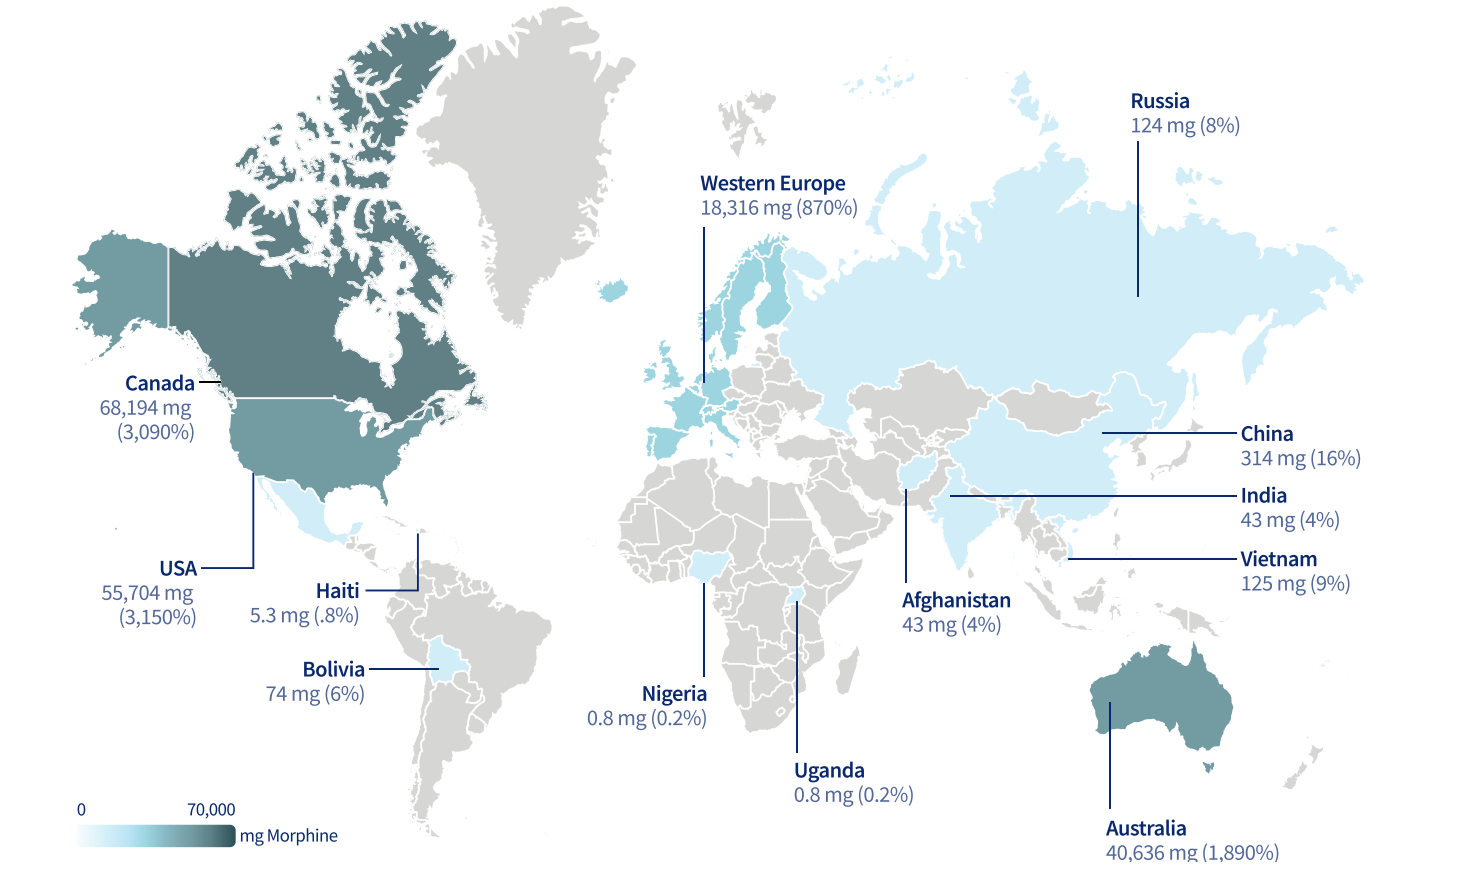 Russia
124 mg (8%)
Western Europe
18,316 mg (870%)
Canada
68,194 mg
(3,090%)
China
314 mg (16%)
India
43 mg (4%)
Vietnam
125 mg (9%)
USA
55,704 mg
(3,150%)
Haiti
5.3 mg (.8%)
Afghanistan
43 mg (4%)
Bolivia
74 mg (6%)
Nigeria
0.8 mg (0.2%)
Uganda
0.8 mg (0.2%)
Australia
40,636 mg (1,890%)
0 70,000
mg Morphine